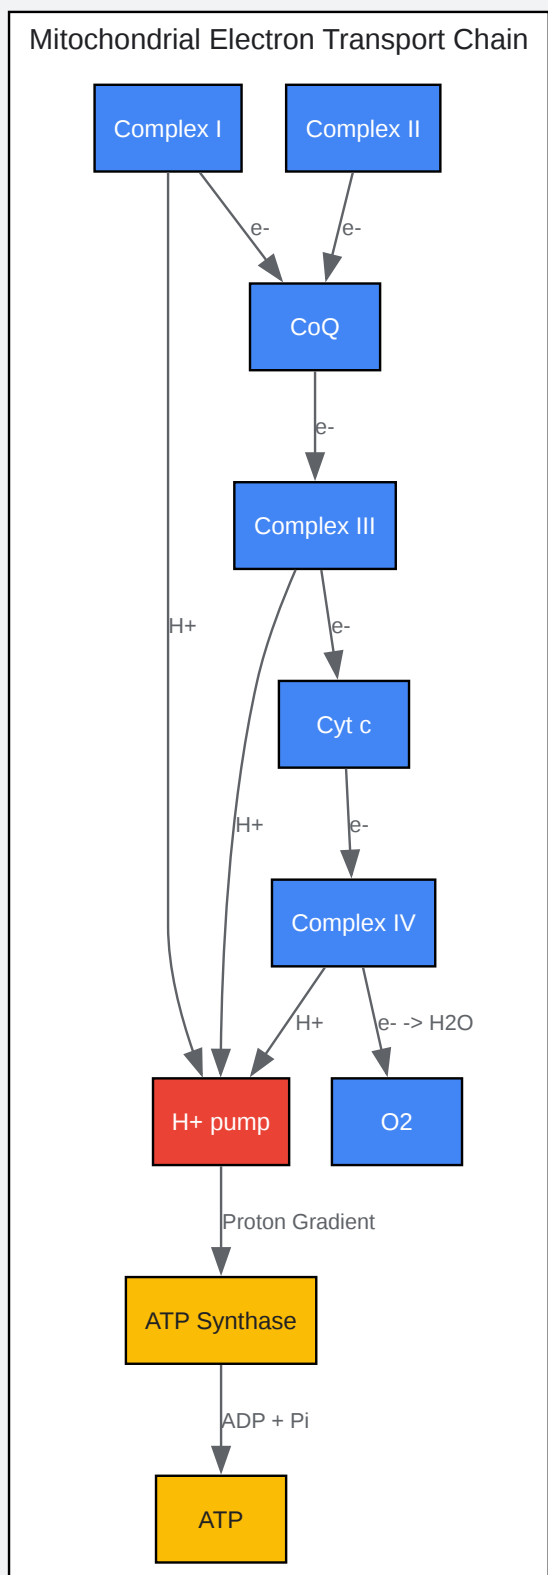 Mitochondrial Electron Transport Chain
Complex I
Complex II
e-
e-
CoQ
e-
Complex III
H+
e-
Cyt c
H+
e-
Complex IV
H+
e- -> H2O
H+ pump
O2
Proton Gradient
ATP Synthase
ADP + Pi
ATP